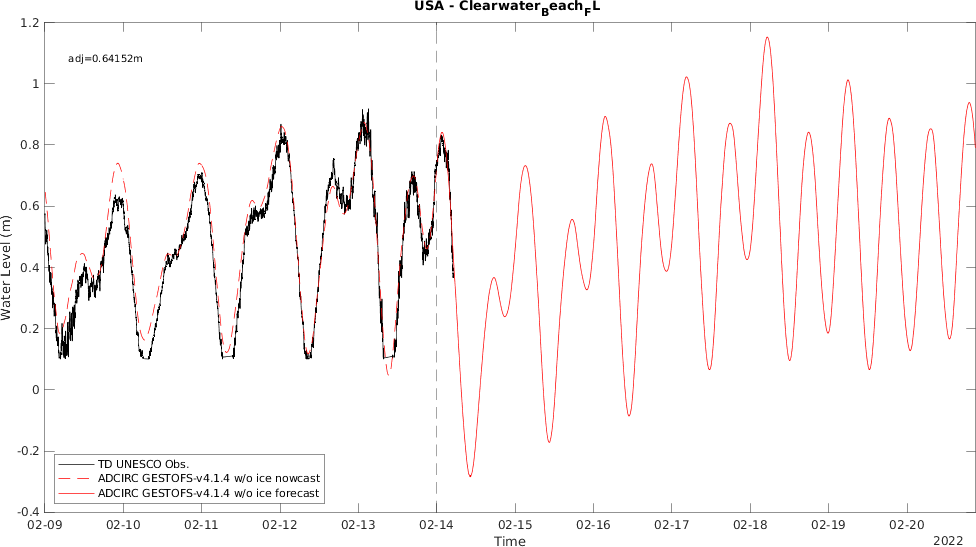 USA - Clearwater_Beach_FL
1.2
1
0.8
0.6
0.4
0.2
0
-0.2
-0.4
Water Level (m)
adj=0.64152m
TD UNESCO Obs.
ADCIRC GESTOFS-v4.1.4 w/o ice nowcast
ADCIRC GESTOFS-v4.1.4 w/o ice forecast
02-09 02-10 02-11 02-12 02-13 02-14 02-15 02-16 02-17 02-18 02-19 02-20
Time
2022